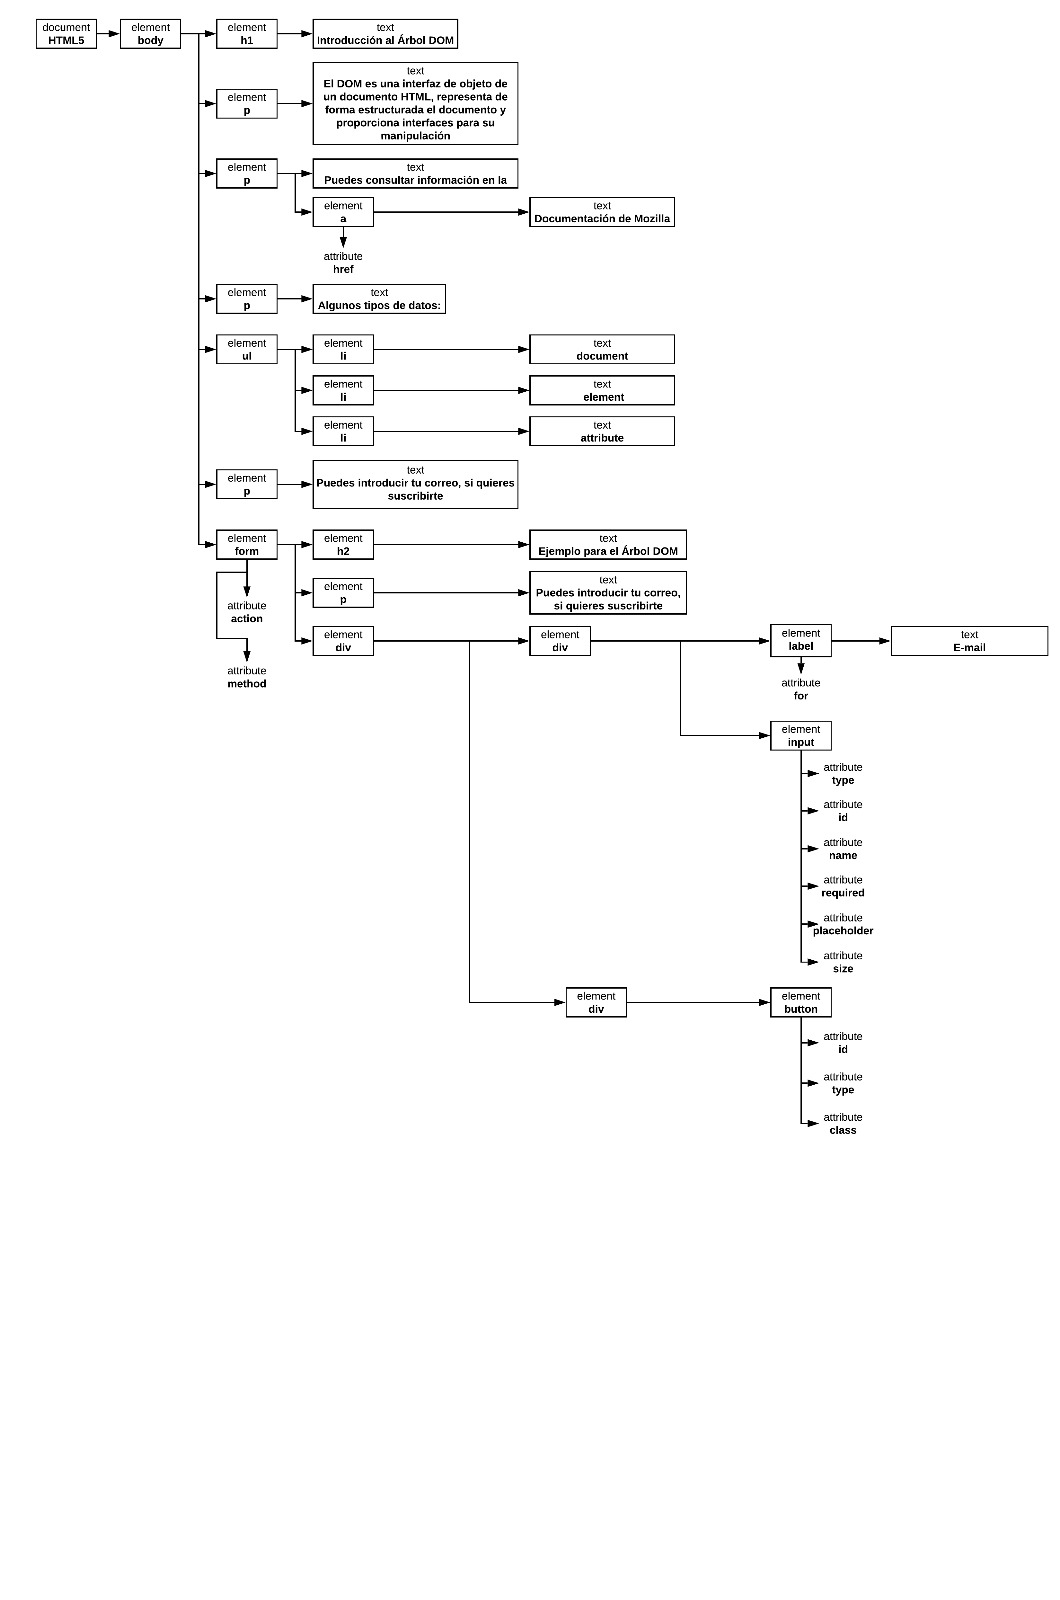 document
HTML5
element
body
element
h1
text
Introducción al Árbol DOM
element
p
text
El DOM es una interfaz de objeto de
un documento HTML, representa de
forma estructurada el documento y
proporciona interfaces para su
manipulación
element
p
text
Puedes consultar información en la
element
a
text
Documentación de Mozilla
attribute
href
element
p
text
Algunos tipos de datos:
element
ul
element
li
text
document
element
li
text
element
element
li
text
attribute
element
p
text
Puedes introducir tu correo, si quieres
suscribirte
element
form
attribute
action
attribute
method
element
h2
text
Ejemplo para el Árbol DOM
element
p
text
Puedes introducir tu correo,
si quieres suscribirte
element
div
element
div
element
label
text
E-mail
attribute
for
element
input
attribute
type
attribute
id
attribute
name
attribute
required
attribute
placeholder
attribute
size
element
div
element
button
attribute
id
attribute
type
attribute
class